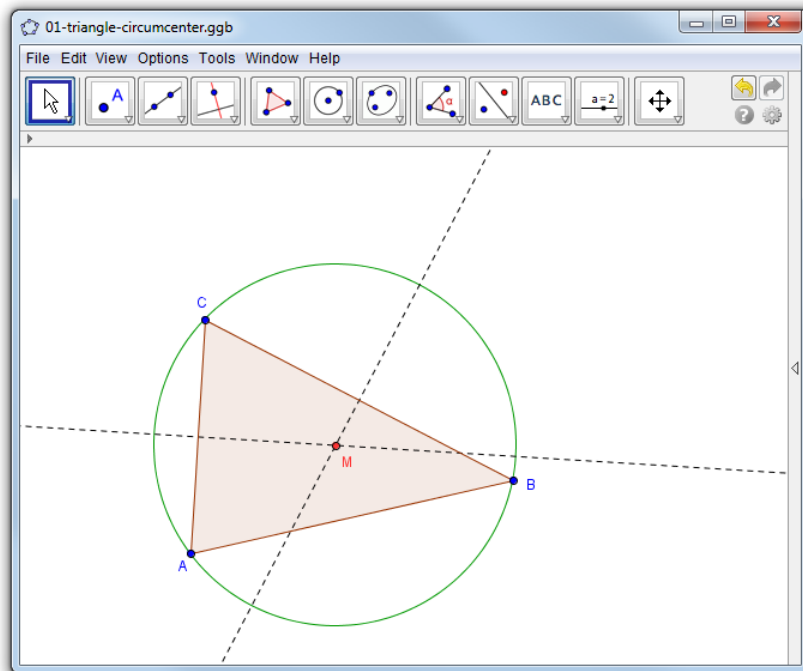 01-triangle-circumcenter.ggb
File Edit View Options Tools Window Help
A α ABC a=2
C
M
B
A